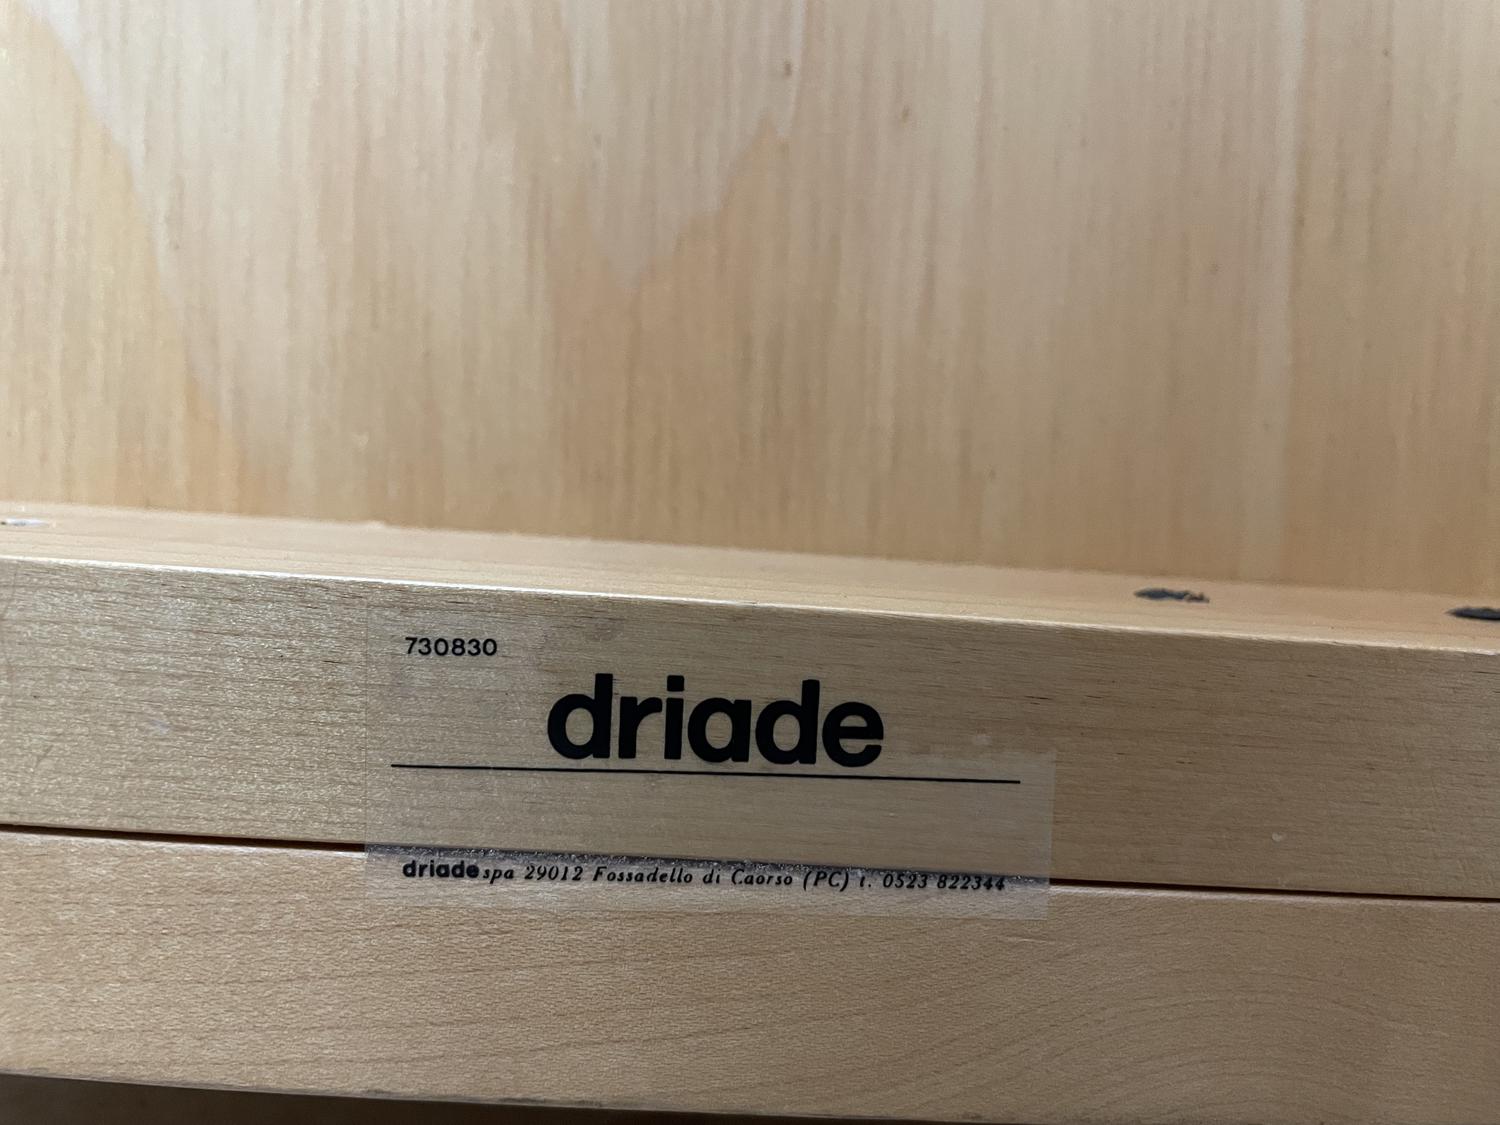 730830
driade
driade spa 29012 Fossadello di Caorso (PC) t. 0523 822344